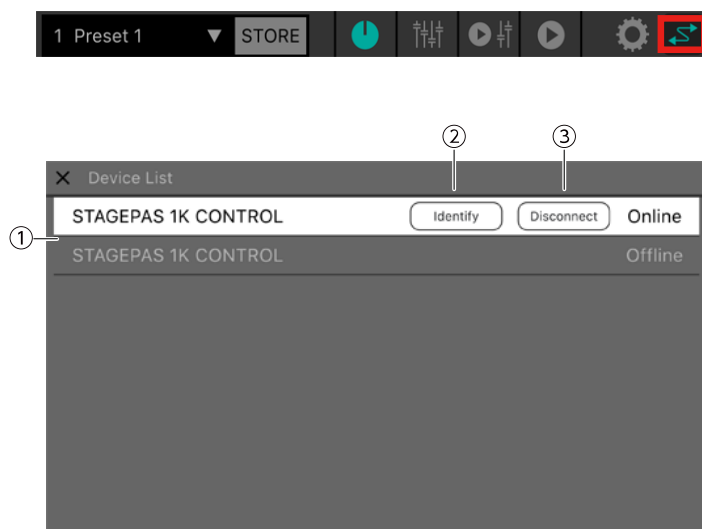 1 Preset 1 ▼ STORE
② ③
× Device List
STAGEPAS 1K CONTROL Identify Disconnect Online
①
STAGEPAS 1K CONTROL Offline